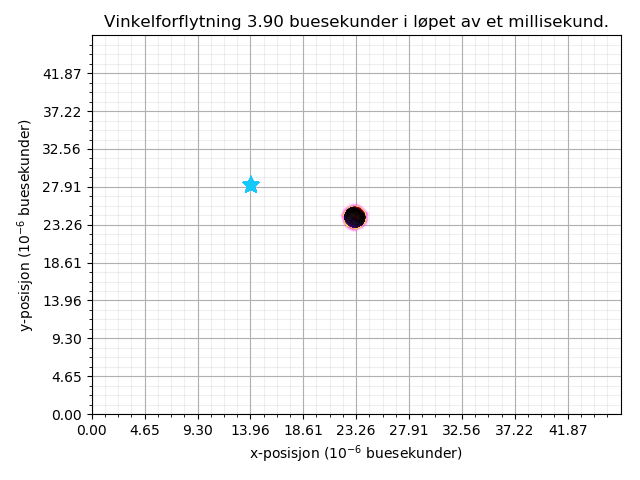 Vinkelforflytning 3.90 buesekunder i løpet av et millisekund.
41.87
37.22
32.56
27.91
23.26
18.61
13.96
9.30
4.65
0.00
y-posisjon (10⁻⁶ buesekunder)
0.00 4.65 9.30 13.96 18.61 23.26 27.91 32.56 37.22 41.87
x-posisjon (10⁻⁶ buesekunder)